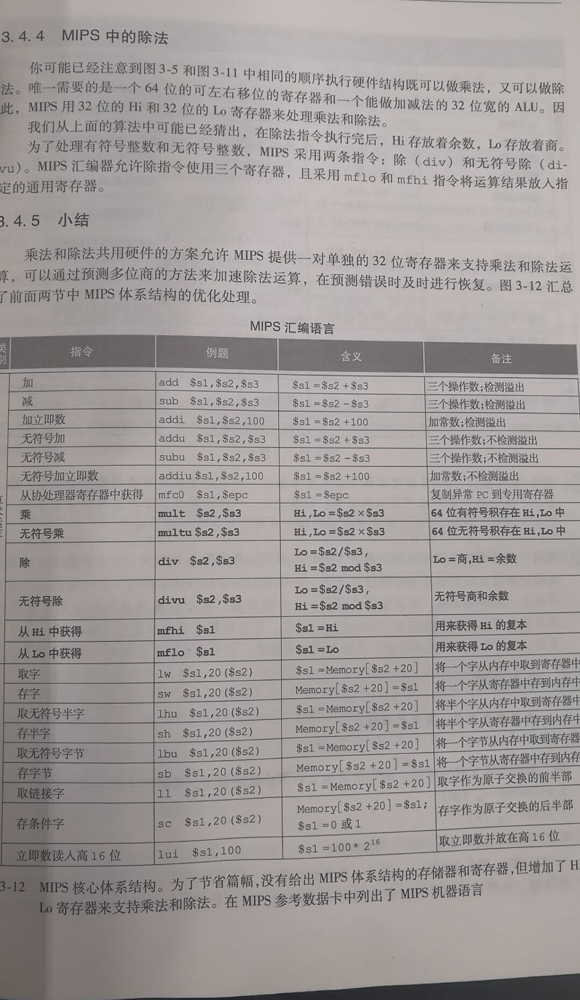 3.4.4 MIPS 中的除法
你可能已经注意到图 3-5 和图 3-11 中相同的顺序执行硬件结构既可以做乘法，又可以做除
法。唯一需要的是一个 64 位的可左右移位的寄存器和一个能做加减法的 32 位宽的 ALU。因
此，MIPS 用 32 位的 Hi 和 32 位的 Lo 寄存器来处理乘法和除法。
我们从上面的算法中可能已经猜出，在除法指令执行完后，Hi 存放着余数，Lo 存放着商。
为了处理有符号整数和无符号整数，MIPS 采用两条指令：除（div）和无符号除（di-
vu）。MIPS 汇编器允许除指令使用三个寄存器，且采用 mflo 和 mfhi 指令将运算结果放入指
定的通用寄存器。
3.4.5 小结
乘法和除法共用硬件的方案允许 MIPS 提供一对单独的 32 位寄存器来支持乘法和除法运
算，可以通过预测多位商的方法来加速除法运算，在预测错误时及时进行恢复。图 3-12 汇总
了前面两节中 MIPS 体系结构的优化处理。
MIPS 汇编语言
类别 指令 例题 含义 备注
加 add $s1,$s2,$s3 $s1=$s2+$s3 三个操作数;检测溢出
减 sub $s1,$s2,$s3 $s1=$s2-$s3 三个操作数;检测溢出
加立即数 addi $s1,$s2,100 $s1=$s2+100 加常数;检测溢出
无符号加 addu $s1,$s2,$s3 $s1=$s2+$s3 三个操作数;不检测溢出
无符号减 subu $s1,$s2,$s3 $s1=$s2-$s3 三个操作数;不检测溢出
无符号加立即数 addiu $s1,$s2,100 $s1=$s2+100 加常数;不检测溢出
从协处理器寄存器中获得 mfc0 $s1,$epc $s1=$epc 复制异常 PC 到专用寄存器
乘 mult $s2,$s3 Hi,Lo=$s2×$s3 64 位有符号积存在 Hi,Lo 中
无符号乘 multu $s2,$s3 Hi,Lo=$s2×$s3 64 位无符号积存在 Hi,Lo 中
除 div $s2,$s3 Lo=$s2/$s3, Hi=$s2 mod $s3 Lo=商,Hi=余数
无符号除 divu $s2,$s3 Lo=$s2/$s3, Hi=$s2 mod $s3 无符号商和余数
从 Hi 中获得 mfhi $s1 $s1=Hi 用来获得 Hi 的复本
从 Lo 中获得 mflo $s1 $s1=Lo 用来获得 Lo 的复本
取字 lw $s1,20($s2) $s1=Memory[$s2+20] 将一个字从内存中取到寄存器中
存字 sw $s1,20($s2) Memory[$s2+20]=$s1 将一个字从寄存器中存到内存中
取无符号半字 lhu $s1,20($s2) $s1=Memory[$s2+20] 将半个字从内存中取到寄存器中
存半字 sh $s1,20($s2) Memory[$s2+20]=$s1 将半个字从寄存器中存到内存中
取无符号字节 lbu $s1,20($s2) $s1=Memory[$s2+20] 将一个字节从内存中取到寄存器
存字节 sb $s1,20($s2) Memory[$s2+20]=$s1 将一个字节从寄存器中存到内存
取链接字 ll $s1,20($s2) $s1=Memory[$s2+20] 取字作为原子交换的前半部
存条件字 sc $s1,20($s2) Memory[$s2+20]=$s1; $s1=0 或 1 存字作为原子交换的后半部
立即数读入高 16 位 lui $s1,100 $s1=100* 2^16 取立即数并放在高 16 位
3-12 MIPS 核心体系结构。为了节省篇幅,没有给出 MIPS 体系结构的存储器和寄存器,但增加了 Hi
Lo 寄存器来支持乘法和除法。在 MIPS 参考数据卡中列出了 MIPS 机器语言